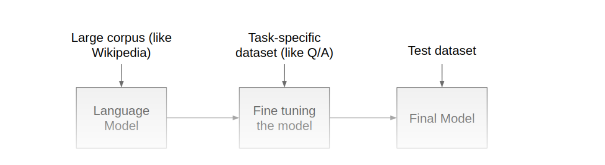 Large corpus (like
Wikipedia)
Task-specific
dataset (like Q/A)
Test dataset
Language
Model
Fine tuning
the model
Final Model